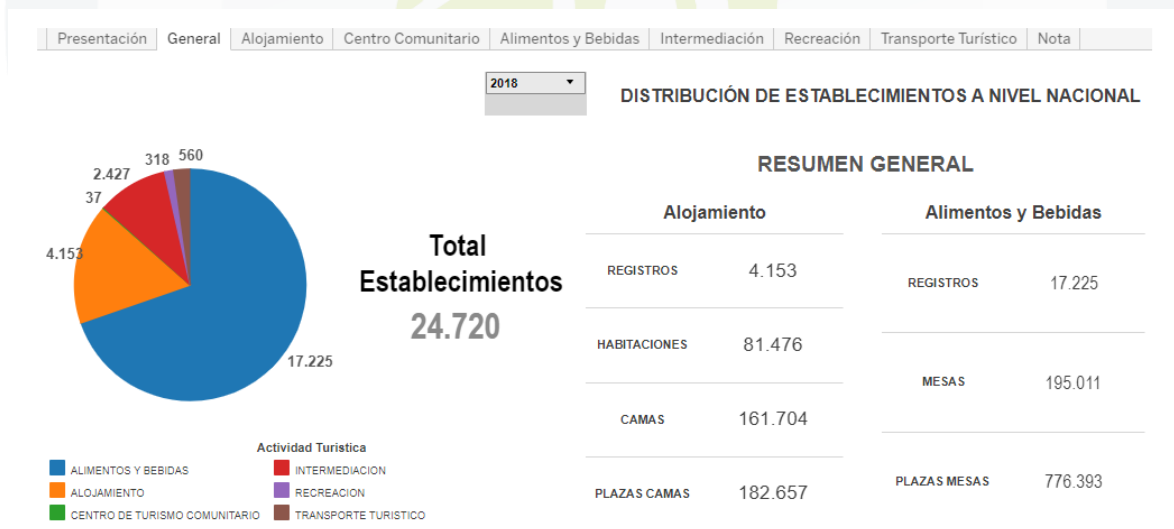 Presentación General Alojamiento Centro Comunitario Alimentos y Bebidas Intermediación Recreación Transporte Turístico Nota
2018
DISTRIBUCIÓN DE ESTABLECIMIENTOS A NIVEL NACIONAL
318 560
2.427
37
4.153
17.225
Total
Establecimientos
24.720
Actividad Turistica
ALIMENTOS Y BEBIDAS INTERMEDIACION
ALOJAMIENTO RECREACION
CENTRO DE TURISMO COMUNITARIO TRANSPORTE TURISTICO
RESUMEN GENERAL
Alojamiento
REGISTROS 4.153
HABITACIONES 81.476
CAMAS 161.704
PLAZAS CAMAS 182.657
Alimentos y Bebidas
REGISTROS 17.225
MESAS 195.011
PLAZAS MESAS 776.393